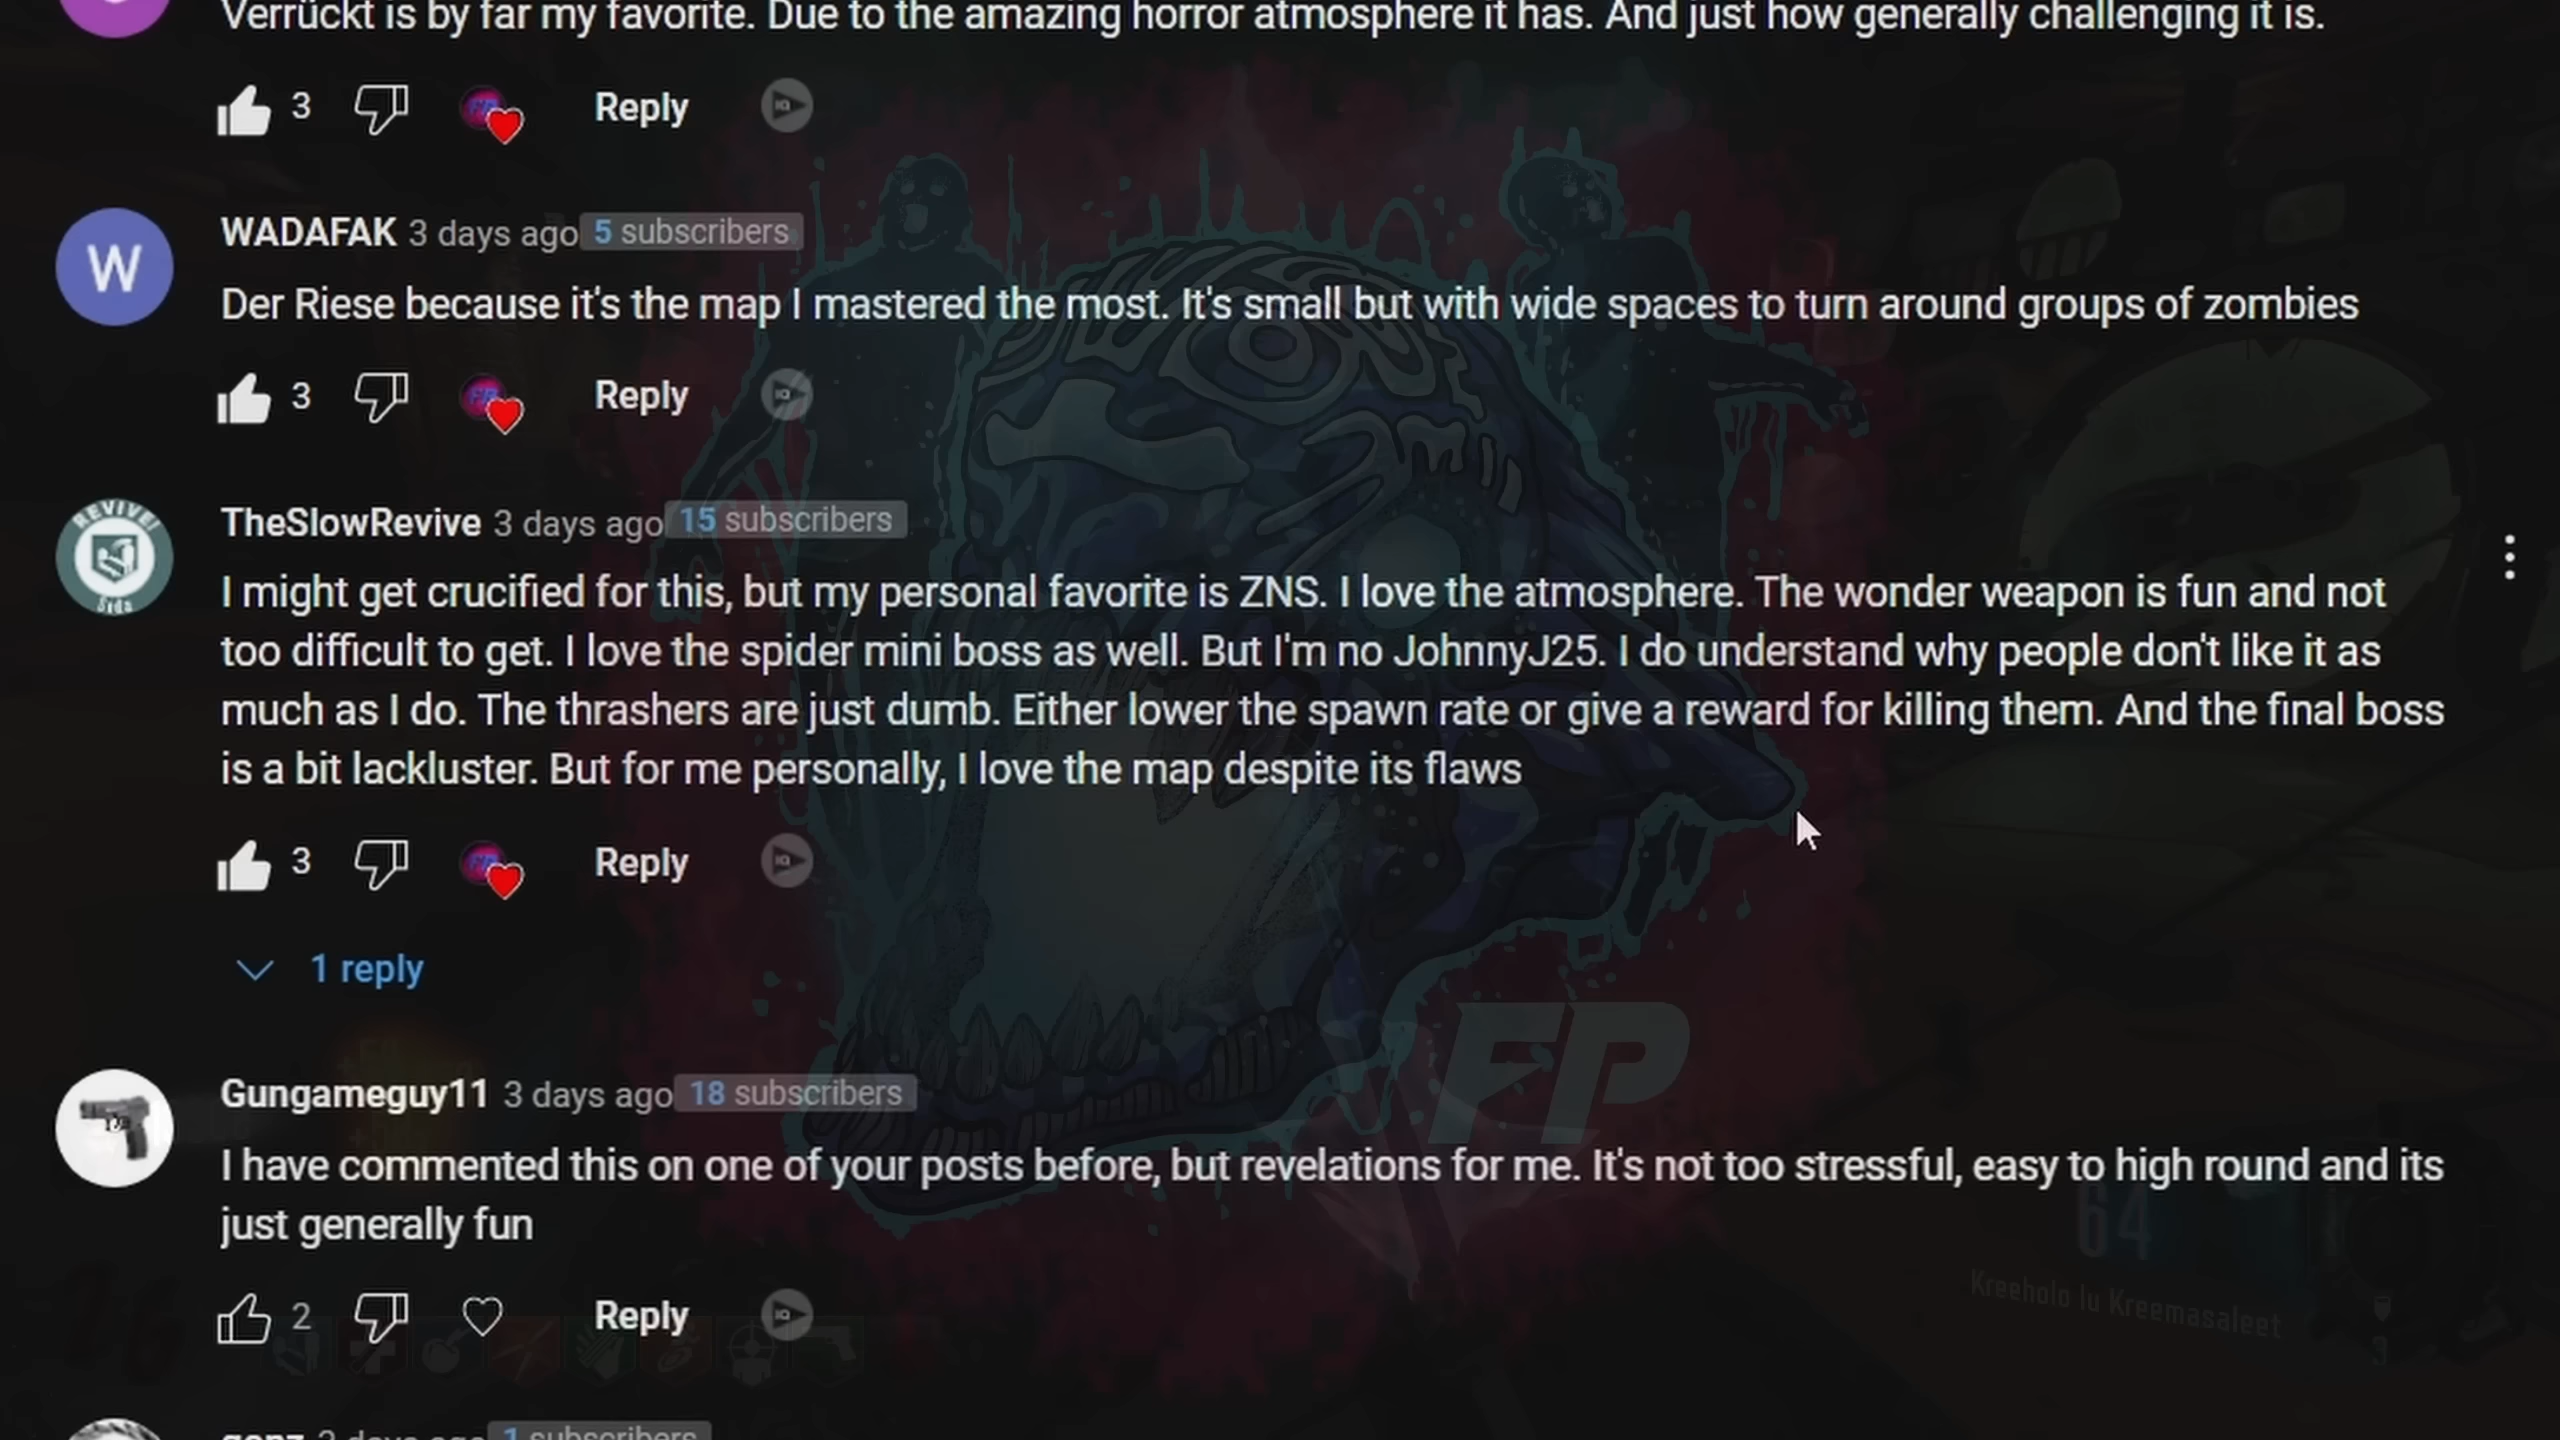 Verrückt is by far my favorite. Due to the amazing horror atmosphere it has. And just how generally challenging it is.
3 Reply
W
WADAFAK 3 days ago 5 subscribers
Der Riese because it's the map I mastered the most. It's small but with wide spaces to turn around groups of zombies
3 Reply
REVIVE!
TheSlowRevive 3 days ago 15 subscribers
I might get crucified for this, but my personal favorite is ZNS. I love the atmosphere. The wonder weapon is fun and not
too difficult to get. I love the spider mini boss as well. But I'm no JohnnyJ25. I do understand why people don't like it as
much as I do. The thrashers are just dumb. Either lower the spawn rate or give a reward for killing them. And the final boss
is a bit lackluster. But for me personally, I love the map despite its flaws
3 Reply
1 reply
FP
Gungameguy11 3 days ago 18 subscribers
I have commented this on one of your posts before, but revelations for me. It's not too stressful, easy to high round and its
just generally fun
64
Kreeholo lu Kreemasaleet
2 Reply
1 subscribers